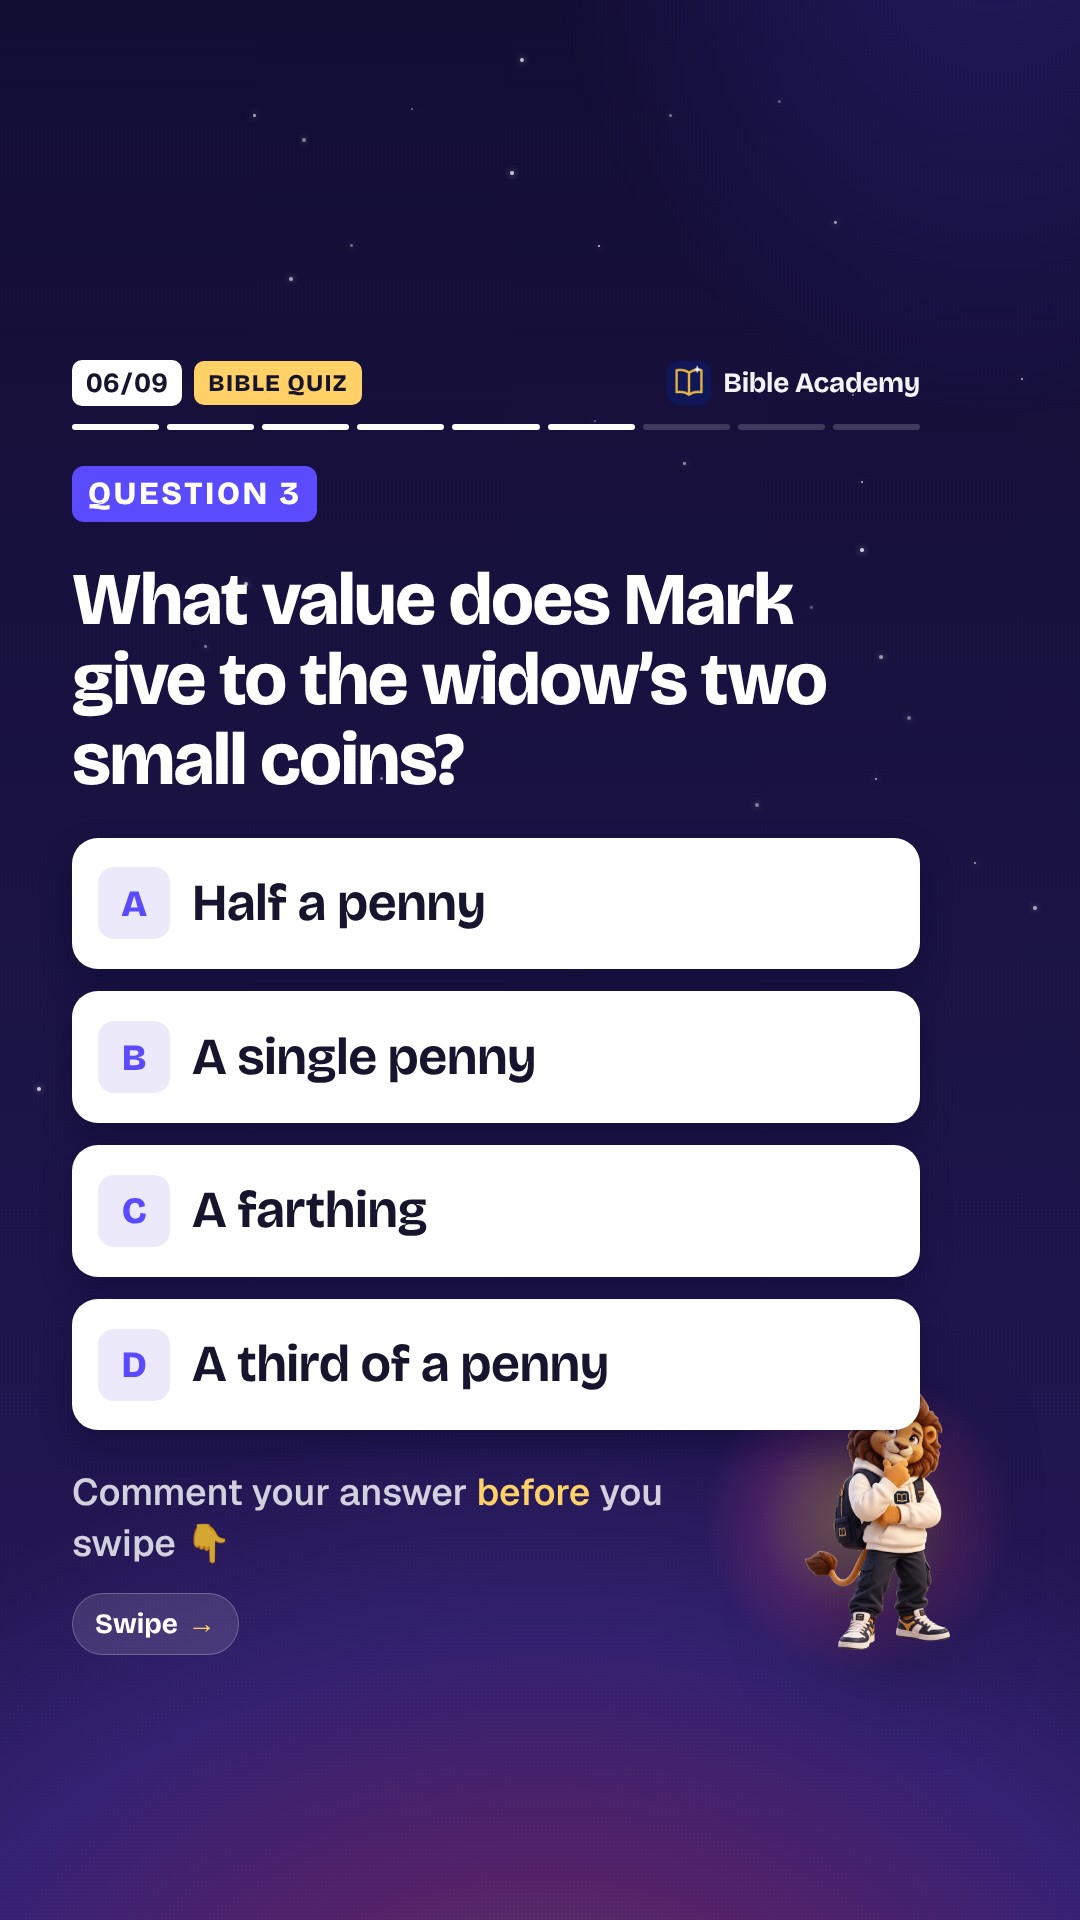 06/09 BIBLE QUIZ Bible Academy
QUESTION 3
What value does Mark
give to the widow’s two
small coins?
A Half a penny
B A single penny
C A farthing
D A third of a penny
Comment your answer before you
swipe 👇
Swipe →